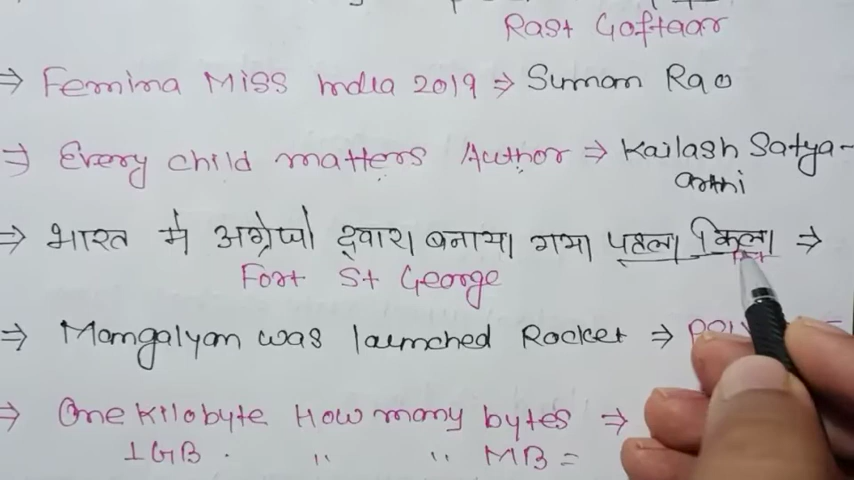 Rast Goftaar
⇒ Femina Miss India 2019 ⇒ Suman Rao
⇒ Every child matters Author ⇒ Kailash Satya-
arthi
⇒ भारत में अंग्रेजो द्वारा बनाया गया पहला किला ⇒
Fort St George
⇒ Mangalyan was launched Rocket ⇒
⇒ One kilobyte How many bytes ⇒
1GB . " " MB =